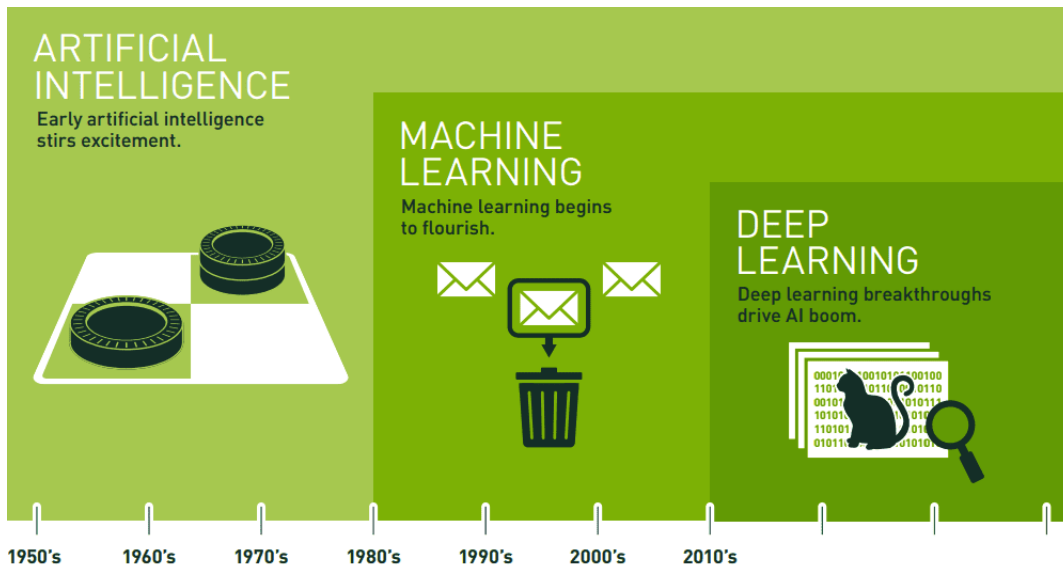 ARTIFICIAL
INTELLIGENCE
Early artificial intelligence
stirs excitement.
MACHINE
LEARNING
Machine learning begins
to flourish.
DEEP
LEARNING
Deep learning breakthroughs
drive AI boom.
1950's
1960's
1970's
1980's
1990's
2000's
2010's